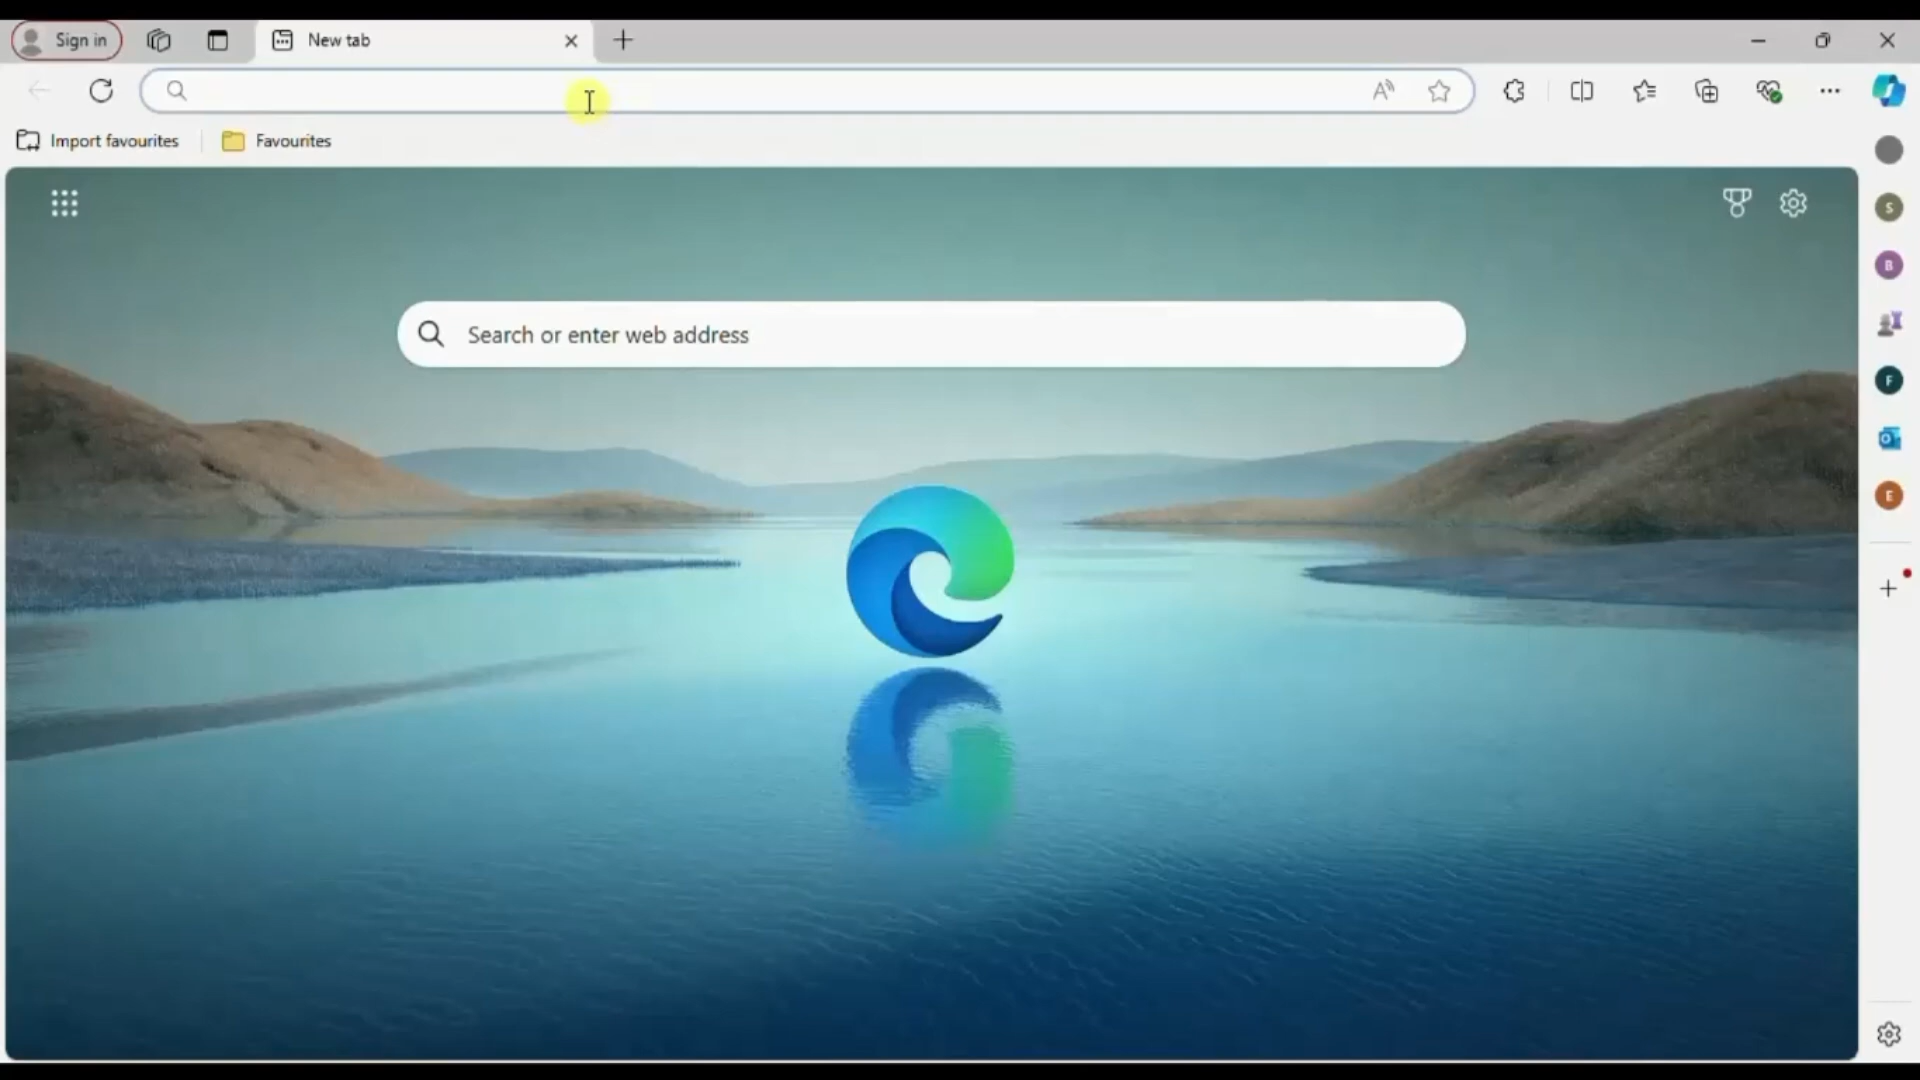 Sign in
New tab
A
Import favourites
Favourites
S
B
Search or enter web address
F
E